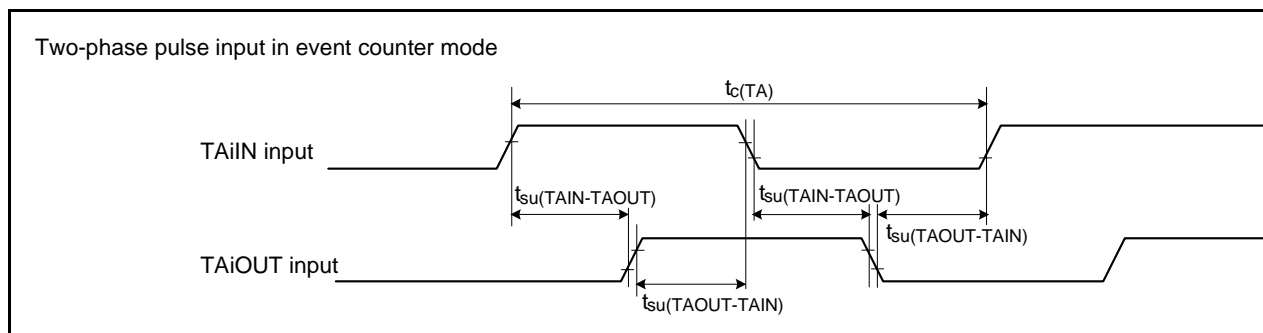 Two-phase pulse input in event counter mode
tc(TA)
TAiIN input
tsu(TAIN-TAOUT)
tsu(TAIN-TAOUT)
tsu(TAOUT-TAIN)
TAiOUT input
tsu(TAOUT-TAIN)